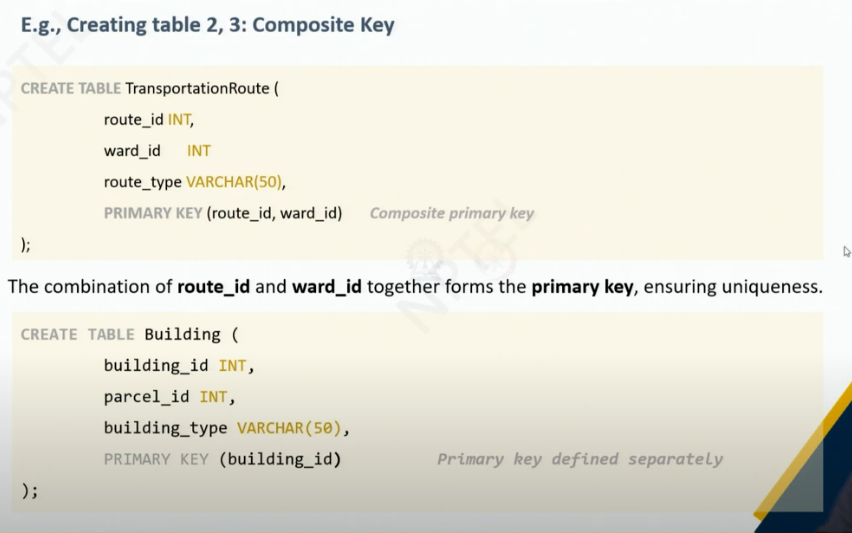 E.g., Creating table 2, 3: Composite Key
CREATE TABLE TransportationRoute (
route_id INT,
ward_id INT
route_type VARCHAR(50),
PRIMARY KEY (route_id, ward_id) Composite primary key
);
The combination of route_id and ward_id together forms the primary key, ensuring uniqueness.
CREATE TABLE Building (
building_id INT,
parcel_id INT,
building_type VARCHAR(50),
PRIMARY KEY (building_id) Primary key defined separately
);
NPTEL
NPTEL